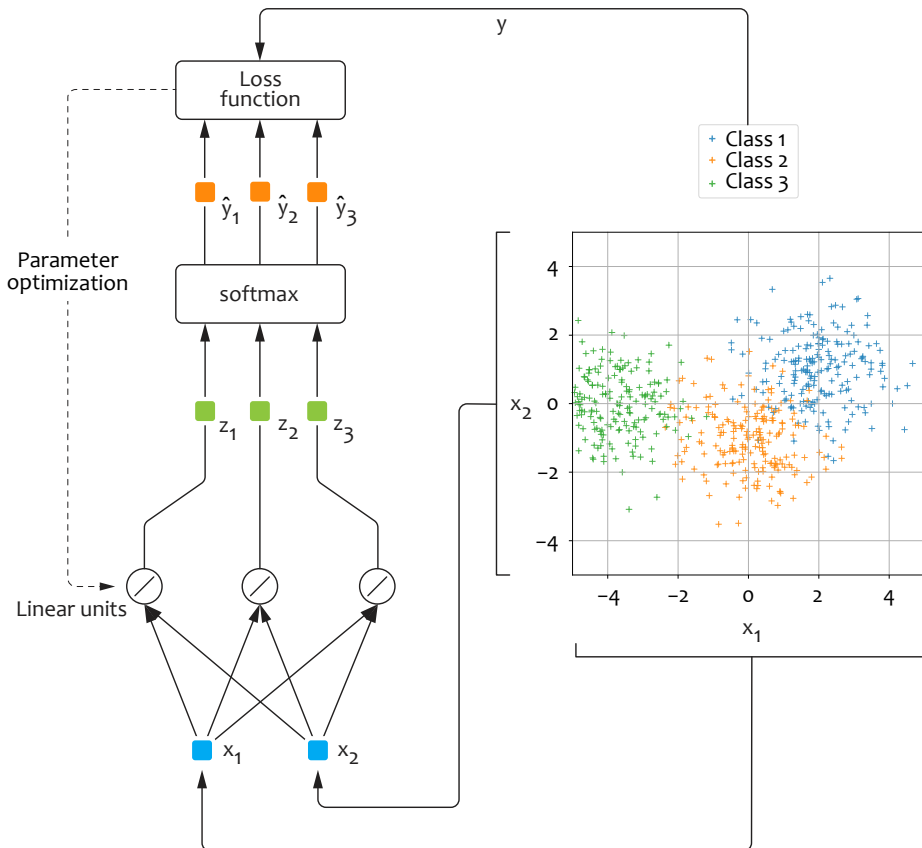 y
Loss
function
Class 1
Class 2
Class 3
ŷ1
ŷ2
ŷ3
Parameter
optimization
softmax
z1
z2
z3
x2
4
2
0
−2
−4
−4
−2
0
2
4
x1
Linear units
x1
x2